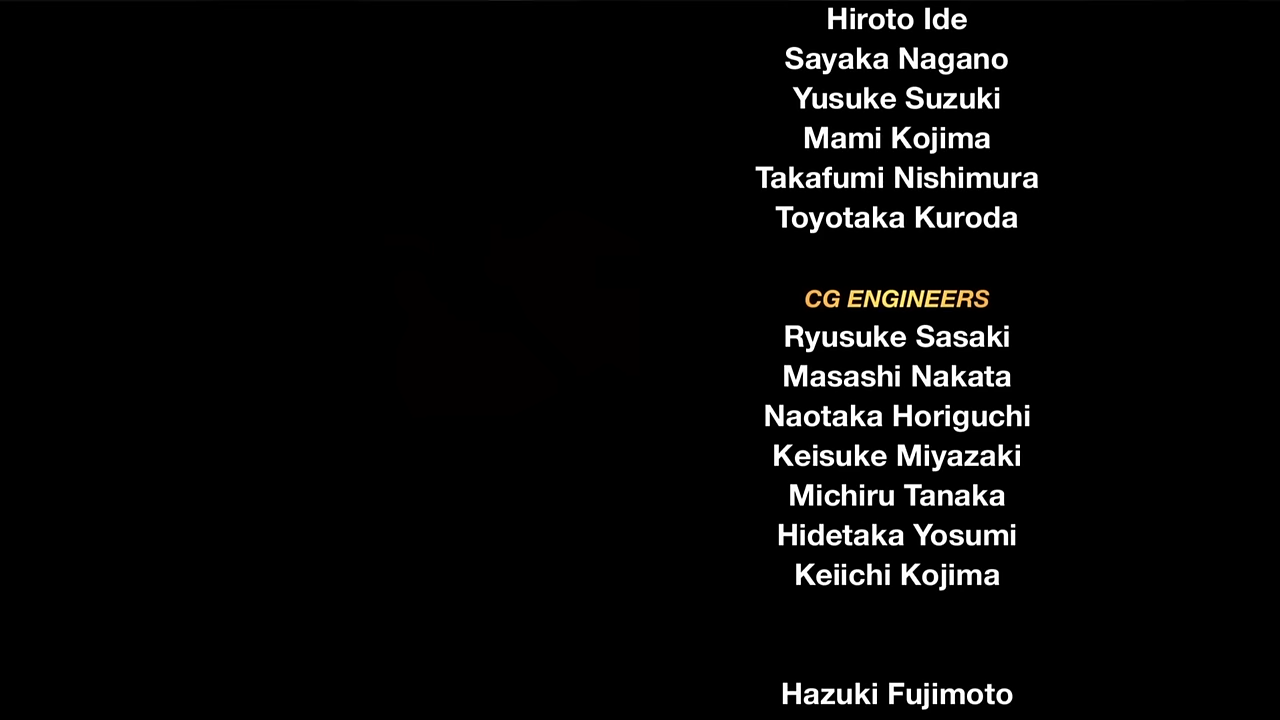 Hiroto Ide
Sayaka Nagano
Yusuke Suzuki
Mami Kojima
Takafumi Nishimura
Toyotaka Kuroda
CG ENGINEERS
Ryusuke Sasaki
Masashi Nakata
Naotaka Horiguchi
Keisuke Miyazaki
Michiru Tanaka
Hidetaka Yosumi
Keiichi Kojima
Hazuki Fujimoto